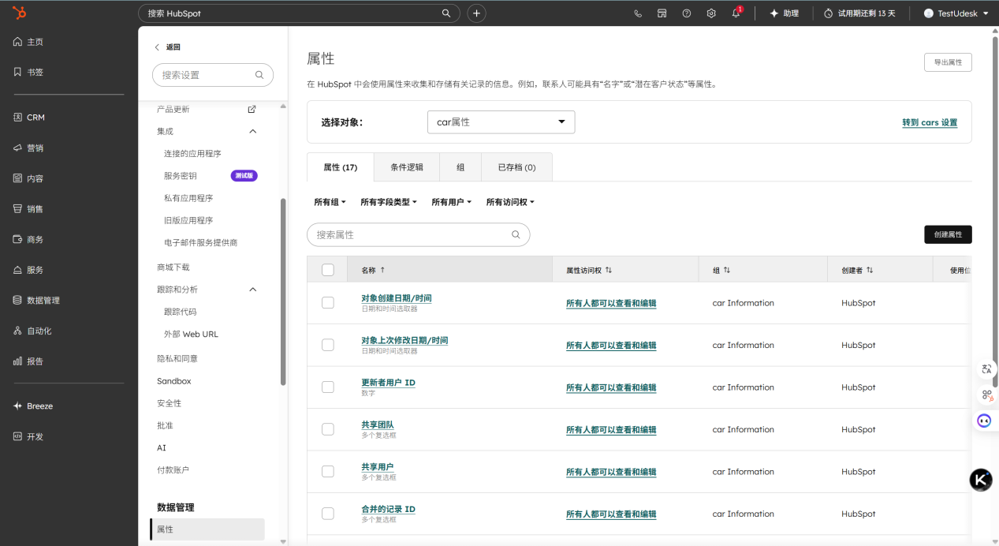 搜索 HubSpot
1
助理
试用期还剩 13 天
TestUdesk
主页
书签
CRM
营销
内容
销售
商务
服务
数据管理
自动化
报告
Breeze
开发
返回
搜索设置
产品更新
集成
连接的应用程序
服务密钥
测试版
私有应用程序
旧版应用程序
电子邮件服务提供商
商城下载
跟踪和分析
跟踪代码
外部 Web URL
隐私和同意
Sandbox
安全性
批准
AI
付款账户
数据管理
属性
属性
导出属性
在 HubSpot 中会使用属性来收集和存储有关记录的信息。例如，联系人可能具有“名字”或“潜在客户状态”等属性。
选择对象：
car属性
转到 cars 设置
属性 (17)
条件逻辑
组
已存档 (0)
所有组
所有字段类型
所有用户
所有访问权
搜索属性
创建属性
名称
属性访问权
组
创建者
使用位
对象创建日期/时间
日期和时间选取器
所有人都可以查看和编辑
car Information
HubSpot
对象上次修改日期/时间
日期和时间选取器
所有人都可以查看和编辑
car Information
HubSpot
更新者用户 ID
数字
所有人都可以查看和编辑
car Information
HubSpot
共享团队
多个复选框
所有人都可以查看和编辑
car Information
HubSpot
共享用户
多个复选框
所有人都可以查看和编辑
car Information
HubSpot
合并的记录 ID
多个复选框
所有人都可以查看和编辑
car Information
HubSpot